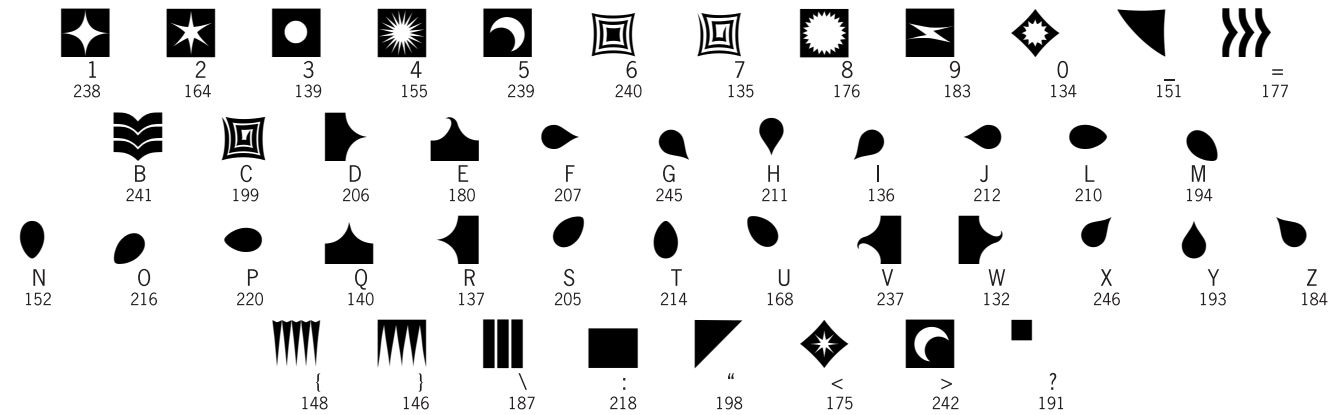 1 2 3 4 5 6 7 8 9 0 _ =
238 164 139 155 239 240 135 176 183 134 151 177
B C D E F G H I J L M
241 199 206 180 207 245 211 136 212 210 194
N O P Q R S T U V W X Y Z
152 216 220 140 137 205 214 168 237 132 246 193 184
{ } \ : “ < > ?
148 146 187 218 198 175 242 191